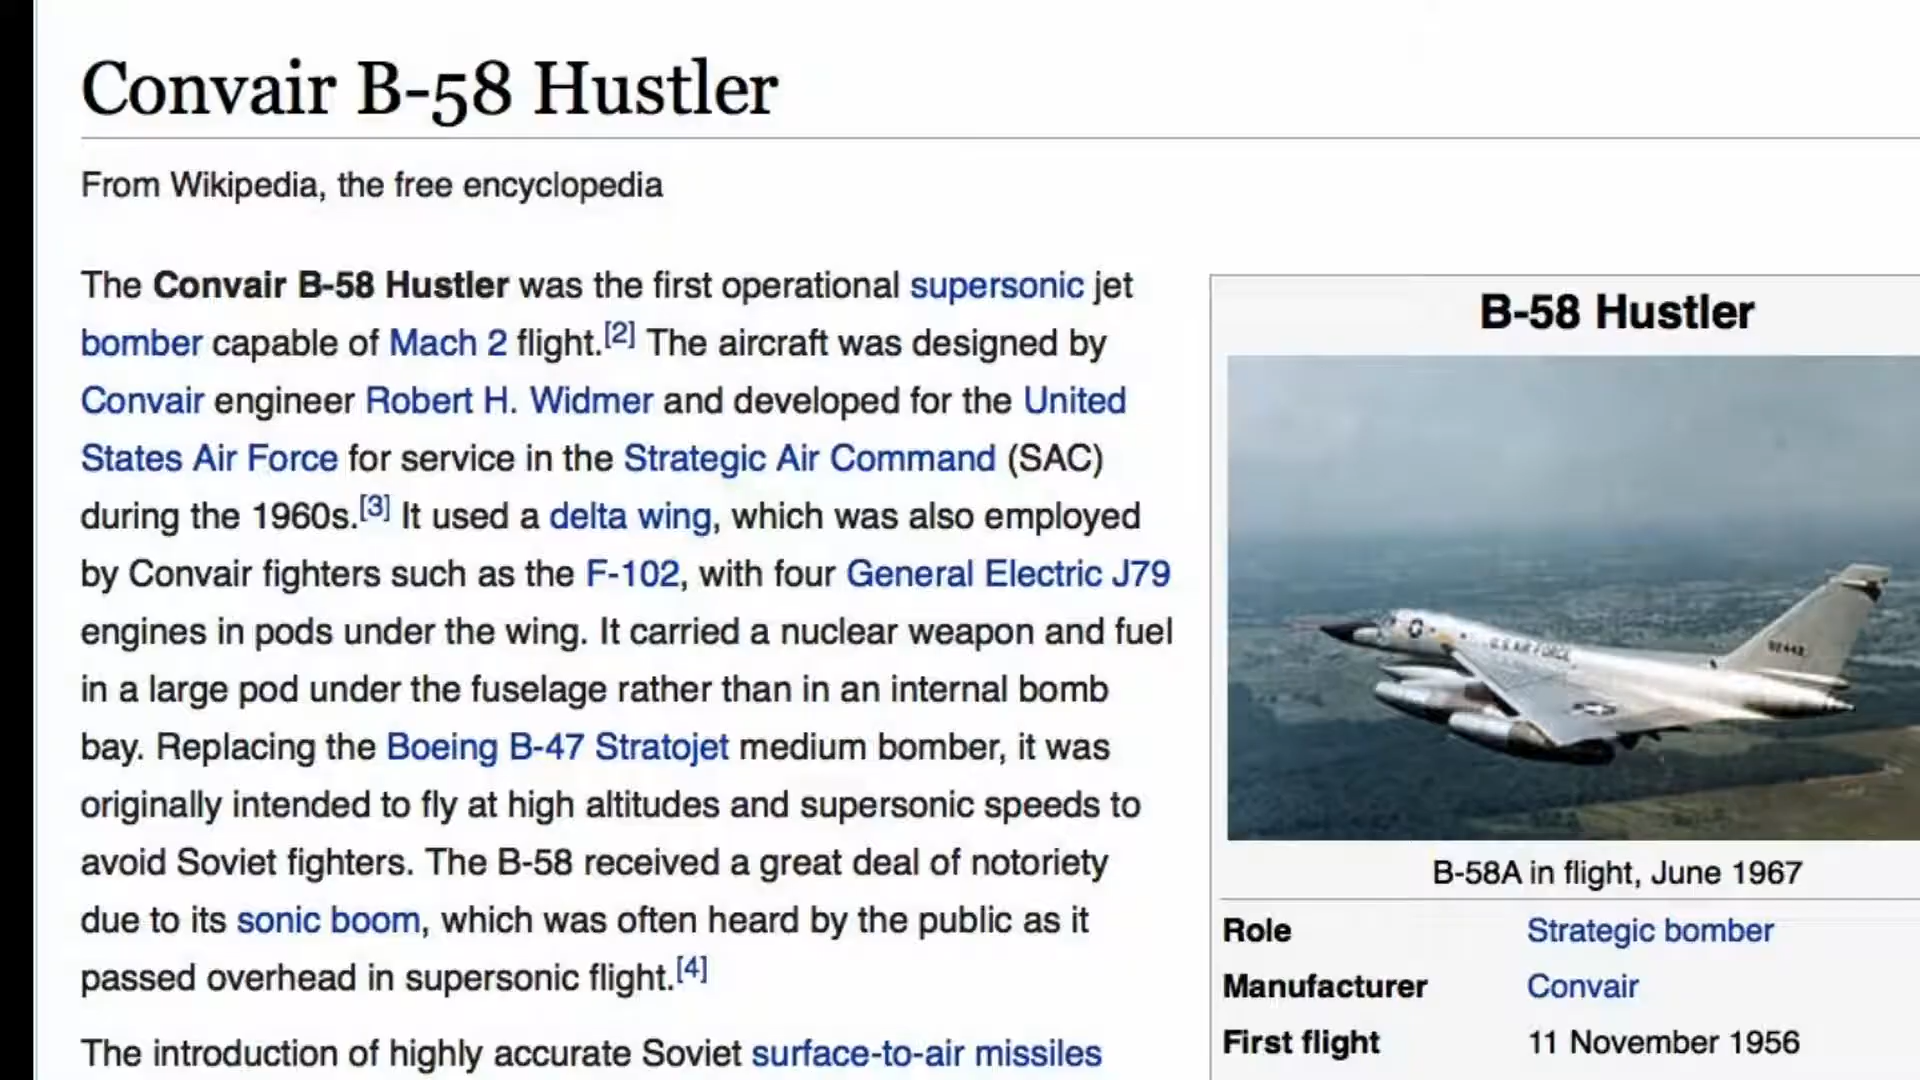 Convair B-58 Hustler
From Wikipedia, the free encyclopedia
The Convair B-58 Hustler was the first operational supersonic jet
bomber capable of Mach 2 flight.[2] The aircraft was designed by
Convair engineer Robert H. Widmer and developed for the United
States Air Force for service in the Strategic Air Command (SAC)
during the 1960s.[3] It used a delta wing, which was also employed
by Convair fighters such as the F-102, with four General Electric J79
engines in pods under the wing. It carried a nuclear weapon and fuel
in a large pod under the fuselage rather than in an internal bomb
bay. Replacing the Boeing B-47 Stratojet medium bomber, it was
originally intended to fly at high altitudes and supersonic speeds to
avoid Soviet fighters. The B-58 received a great deal of notoriety
due to its sonic boom, which was often heard by the public as it
passed overhead in supersonic flight.[4]
The introduction of highly accurate Soviet surface-to-air missiles
B-58 Hustler
U.S. AIR FORCE
B-58A in flight, June 1967
Role Strategic bomber
Manufacturer Convair
First flight 11 November 1956